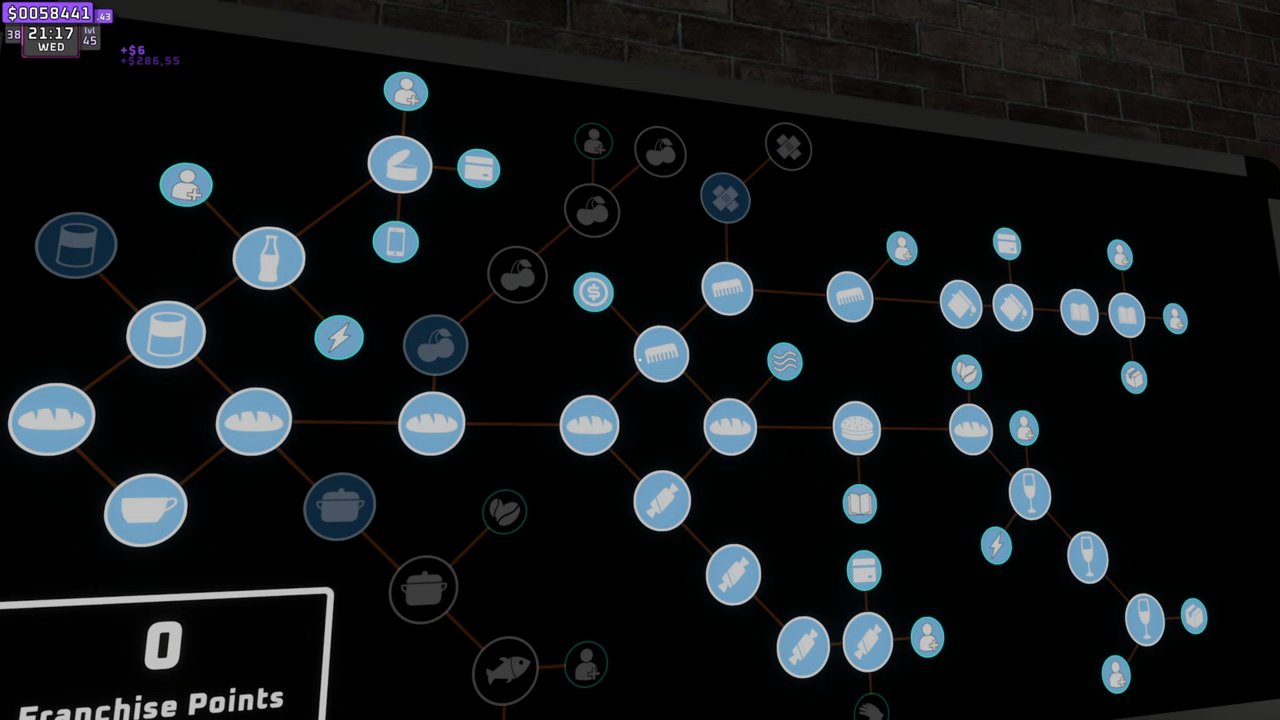 $0058441.43
38 21:17 lvl
WED 45
+$6
+$286,55
0
Franchise Points